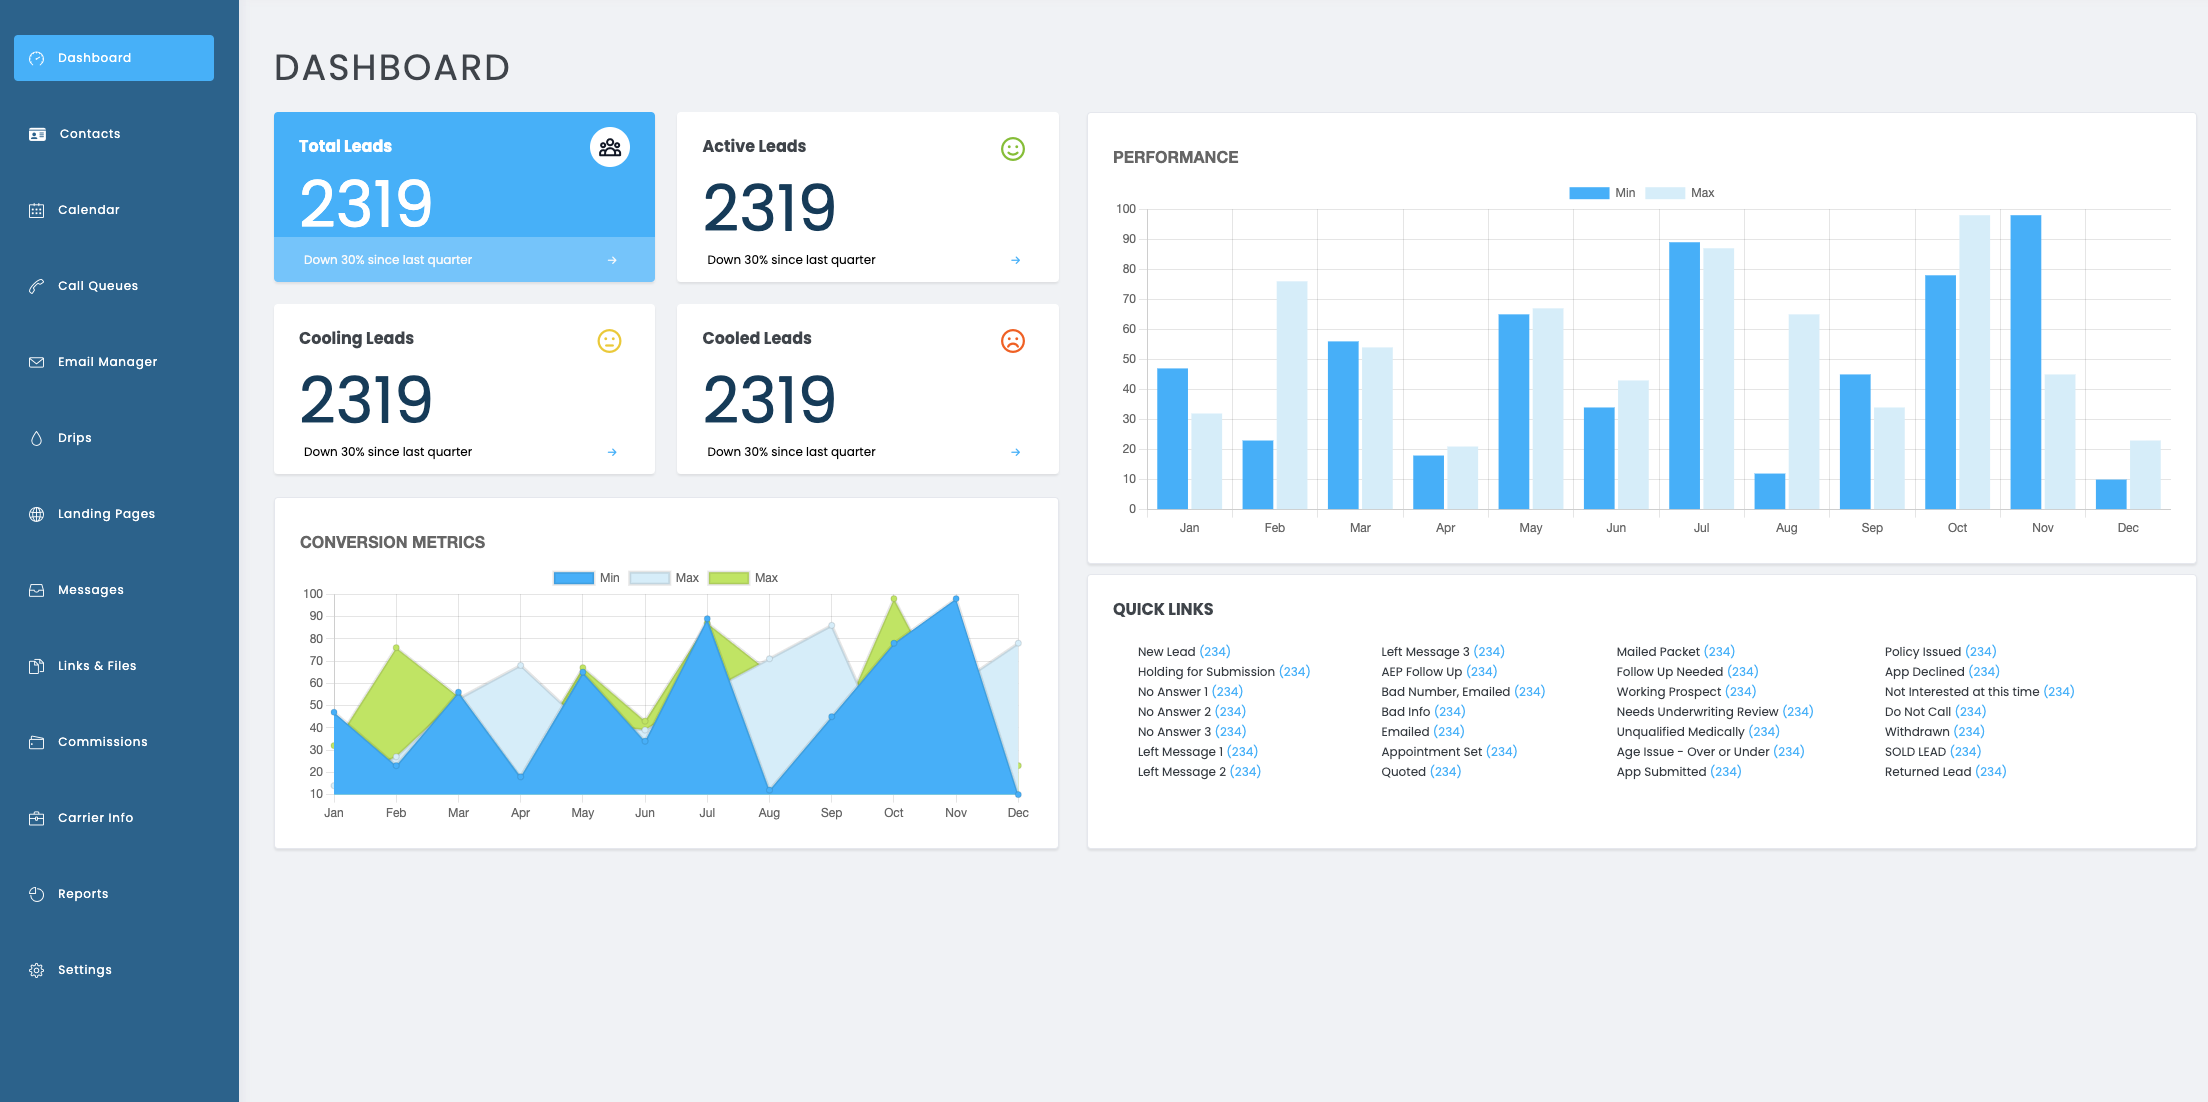 Dashboard
Contacts
Calendar
Call Queues
Email Manager
Drips
Landing Pages
Messages
Links & Files
Commissions
Carrier Info
Reports
Settings
DASHBOARD
Total Leads
2319
Down 30% since last quarter
Active Leads
2319
Down 30% since last quarter
Cooling Leads
2319
Down 30% since last quarter
Cooled Leads
2319
Down 30% since last quarter
CONVERSION METRICS
Min Max Max
100
90
80
70
60
50
40
30
20
10
Jan Feb Mar Apr May Jun Jul Aug Sep Oct Nov Dec
PERFORMANCE
Min Max
100
90
80
70
60
50
40
30
20
10
0
Jan Feb Mar Apr May Jun Jul Aug Sep Oct Nov Dec
QUICK LINKS
New Lead (234)
Holding for Submission (234)
No Answer 1 (234)
No Answer 2 (234)
No Answer 3 (234)
Left Message 1 (234)
Left Message 2 (234)
Left Message 3 (234)
AEP Follow Up (234)
Bad Number, Emailed (234)
Bad Info (234)
Emailed (234)
Appointment Set (234)
Quoted (234)
Mailed Packet (234)
Follow Up Needed (234)
Working Prospect (234)
Needs Underwriting Review (234)
Unqualified Medically (234)
Age Issue - Over or Under (234)
App Submitted (234)
Policy Issued (234)
App Declined (234)
Not Interested at this time (234)
Do Not Call (234)
Withdrawn (234)
SOLD LEAD (234)
Returned Lead (234)